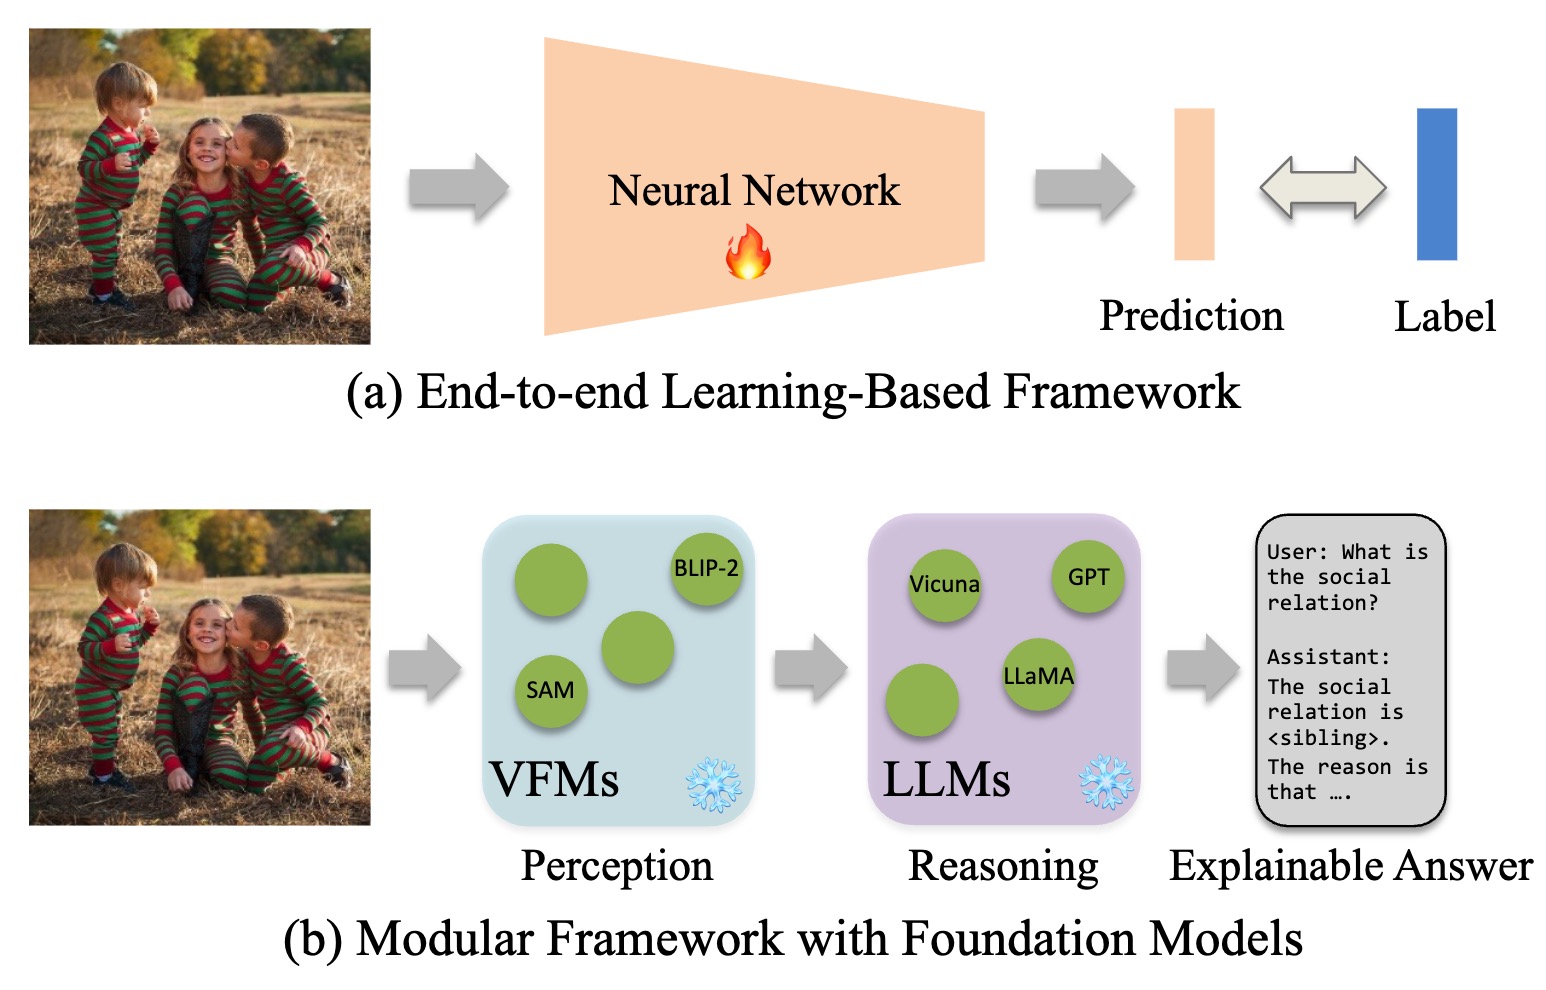 Neural Network
Prediction
Label
(a) End-to-end Learning-Based Framework
BLIP-2
SAM
VFMs
Perception
Vicuna
GPT
LLaMA
LLMs
Reasoning
User: What is
the social
relation?
Assistant:
The social
relation is
<sibling>.
The reason is
that ….
Explainable Answer
(b) Modular Framework with Foundation Models